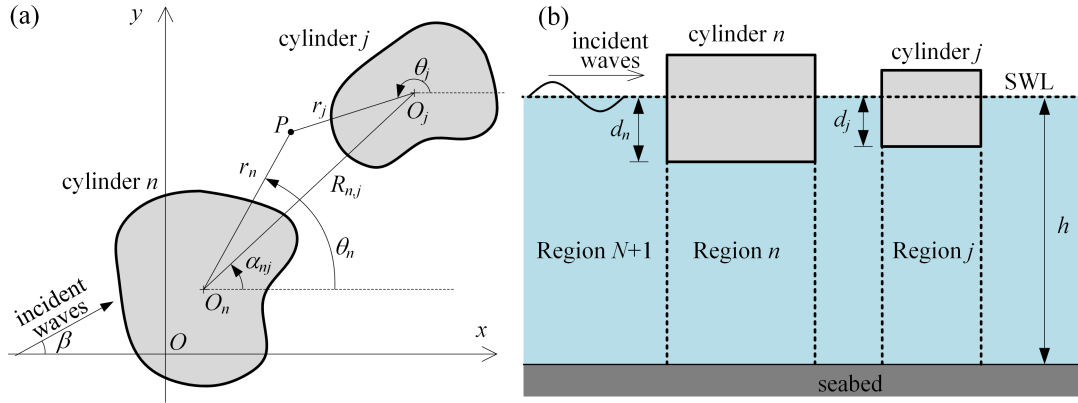 (a)
y
cylinder j
θj
rj
Oj
P
cylinder n
rn
Rn,j
θn
αnj
On
incident
waves
β
O
x
(b)
incident
waves
cylinder n
cylinder j
SWL
dn
dj
h
Region N+1
Region n
Region j
seabed